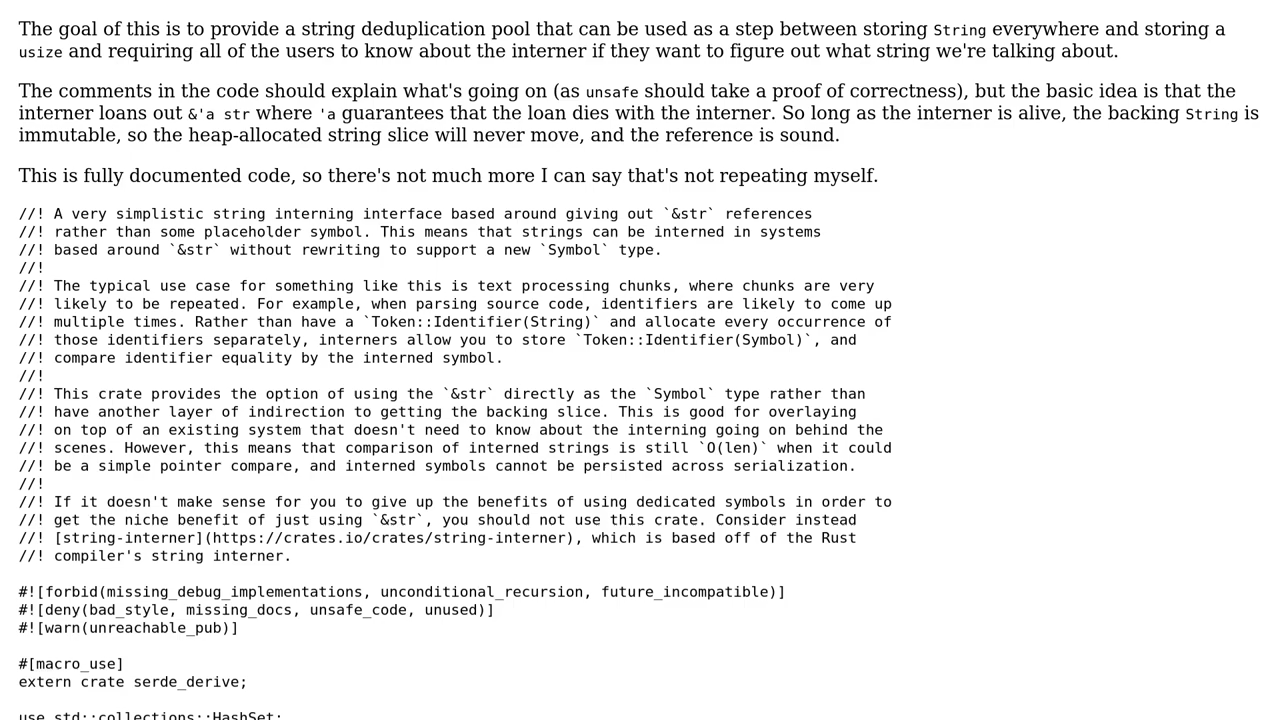 The goal of this is to provide a string deduplication pool that can be used as a step between storing String everywhere and storing a
usize and requiring all of the users to know about the interner if they want to figure out what string we're talking about.
The comments in the code should explain what's going on (as unsafe should take a proof of correctness), but the basic idea is that the
interner loans out &'a str where 'a guarantees that the loan dies with the interner. So long as the interner is alive, the backing String is
immutable, so the heap-allocated string slice will never move, and the reference is sound.
This is fully documented code, so there's not much more I can say that's not repeating myself.
//! A very simplistic string interning interface based around giving out `&str` references
//! rather than some placeholder symbol. This means that strings can be interned in systems
//! based around `&str` without rewriting to support a new `Symbol` type.
//!
//! The typical use case for something like this is text processing chunks, where chunks are very
//! likely to be repeated. For example, when parsing source code, identifiers are likely to come up
//! multiple times. Rather than have a `Token::Identifier(String)` and allocate every occurrence of
//! those identifiers separately, interners allow you to store `Token::Identifier(Symbol)`, and
//! compare identifier equality by the interned symbol.
//!
//! This crate provides the option of using the `&str` directly as the `Symbol` type rather than
//! have another layer of indirection to getting the backing slice. This is good for overlaying
//! on top of an existing system that doesn't need to know about the interning going on behind the
//! scenes. However, this means that comparison of interned strings is still `O(len)` when it could
//! be a simple pointer compare, and interned symbols cannot be persisted across serialization.
//!
//! If it doesn't make sense for you to give up the benefits of using dedicated symbols in order to
//! get the niche benefit of just using `&str`, you should not use this crate. Consider instead
//! [string-interner](https://crates.io/crates/string-interner), which is based off of the Rust
//! compiler's string interner.
#![forbid(missing_debug_implementations, unconditional_recursion, future_incompatible)]
#![deny(bad_style, missing_docs, unsafe_code, unused)]
#![warn(unreachable_pub)]
#[macro_use]
extern crate serde_derive;
use std::collections::HashSet;